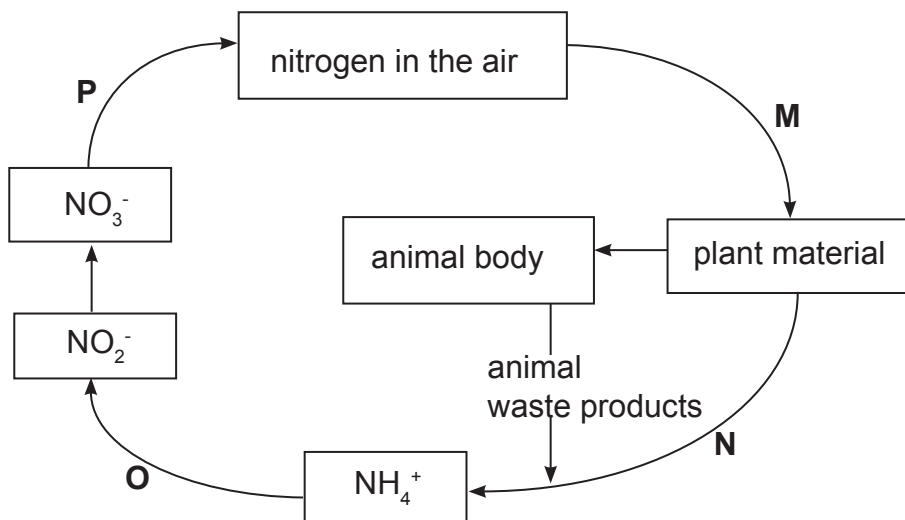 nitrogen in the air
P
M
NO₃⁻
animal body
plant material
NO₂⁻
animal
waste products
N
O
NH₄⁺